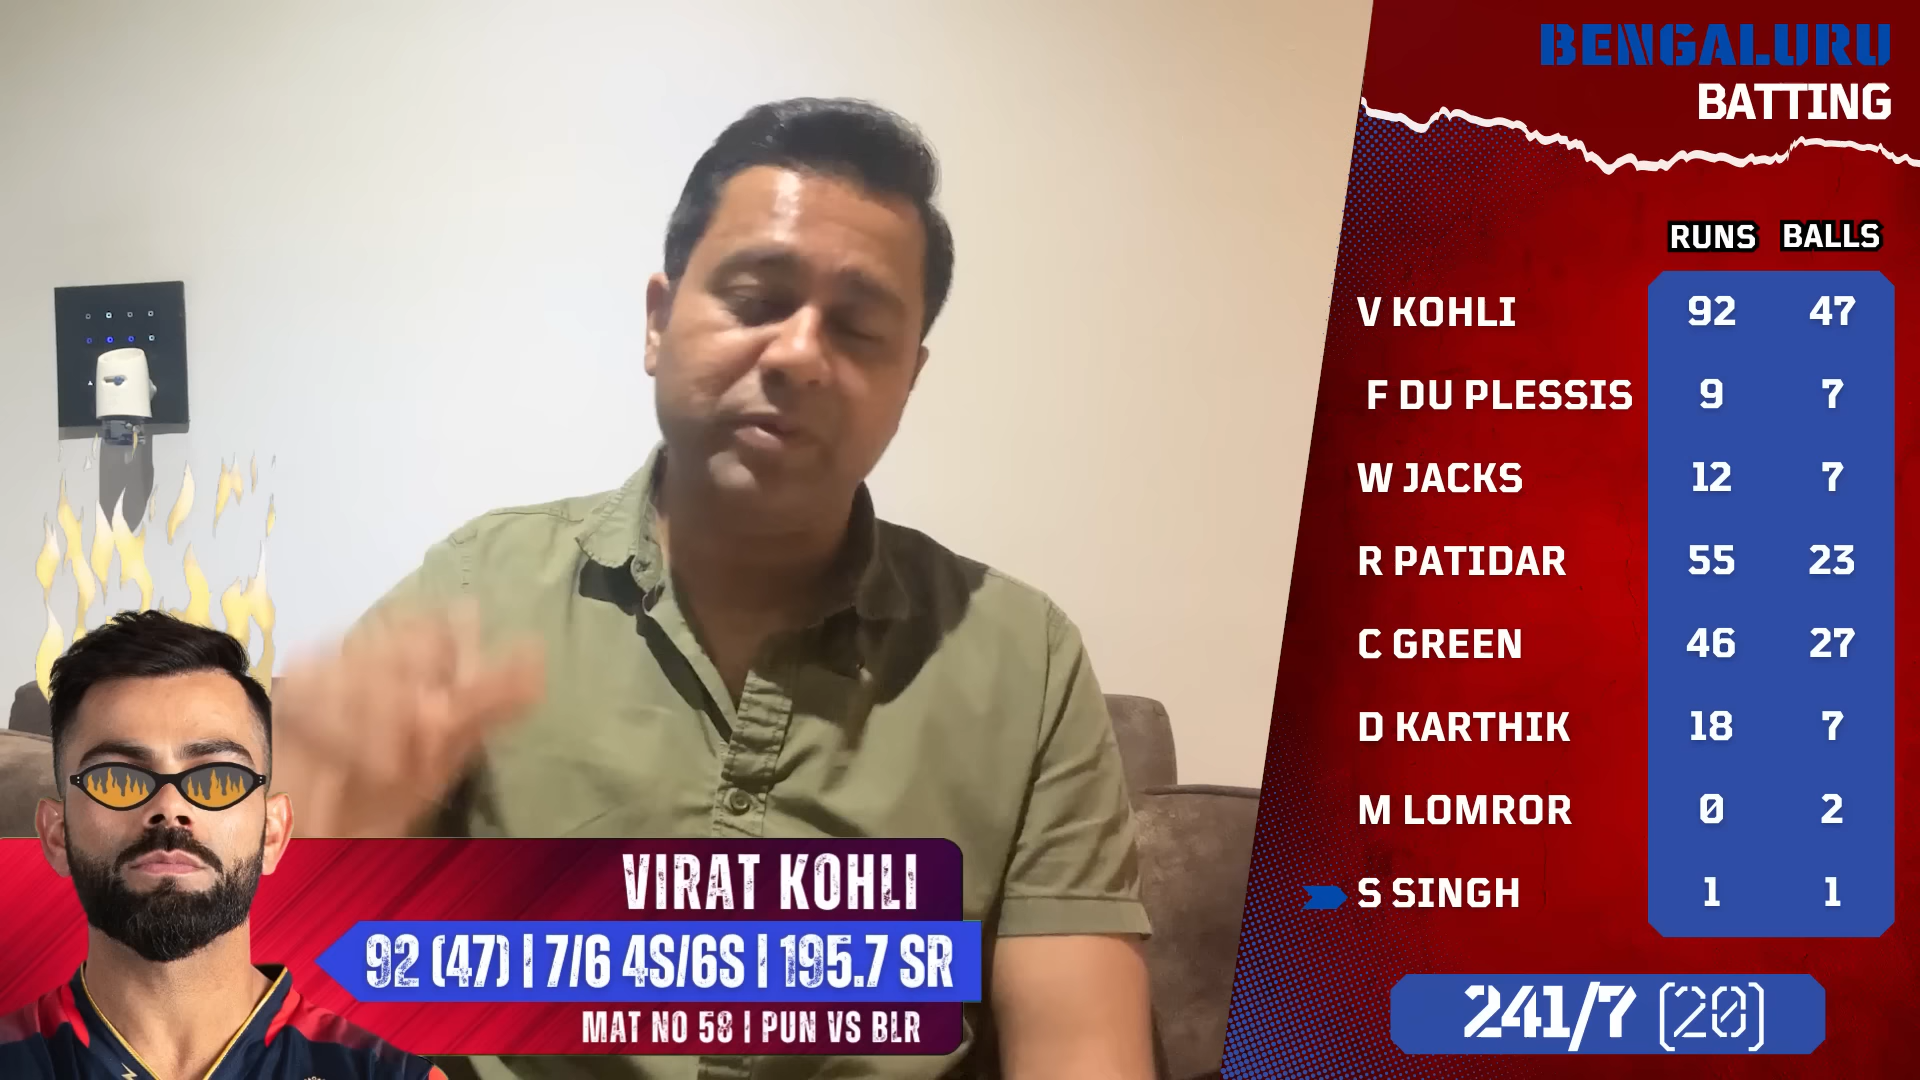 BENGALURU
BATTING
RUNS BALLS
V KOHLI 92 47
F DU PLESSIS 9 7
W JACKS 12 7
R PATIDAR 55 23
C GREEN 46 27
D KARTHIK 18 7
M LOMROR 0 2
S SINGH 1 1
241/7 (20)
VIRAT KOHLI
92 (47) | 7/6 4S/6S | 195.7 SR
MAT NO 58 | PUN VS BLR